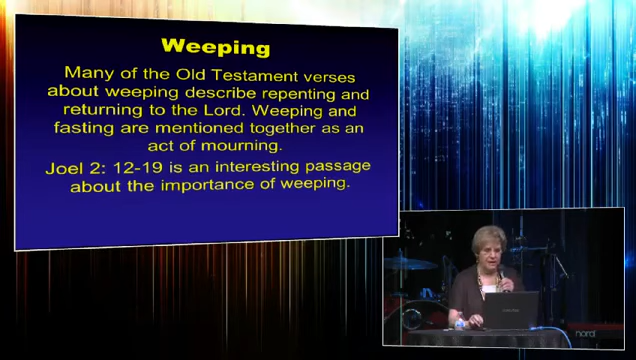 Weeping
Many of the Old Testament verses
about weeping describe repenting and
returning to the Lord. Weeping and
fasting are mentioned together as an
act of mourning.
Joel 2: 12-19 is an interesting passage
about the importance of weeping.
nord